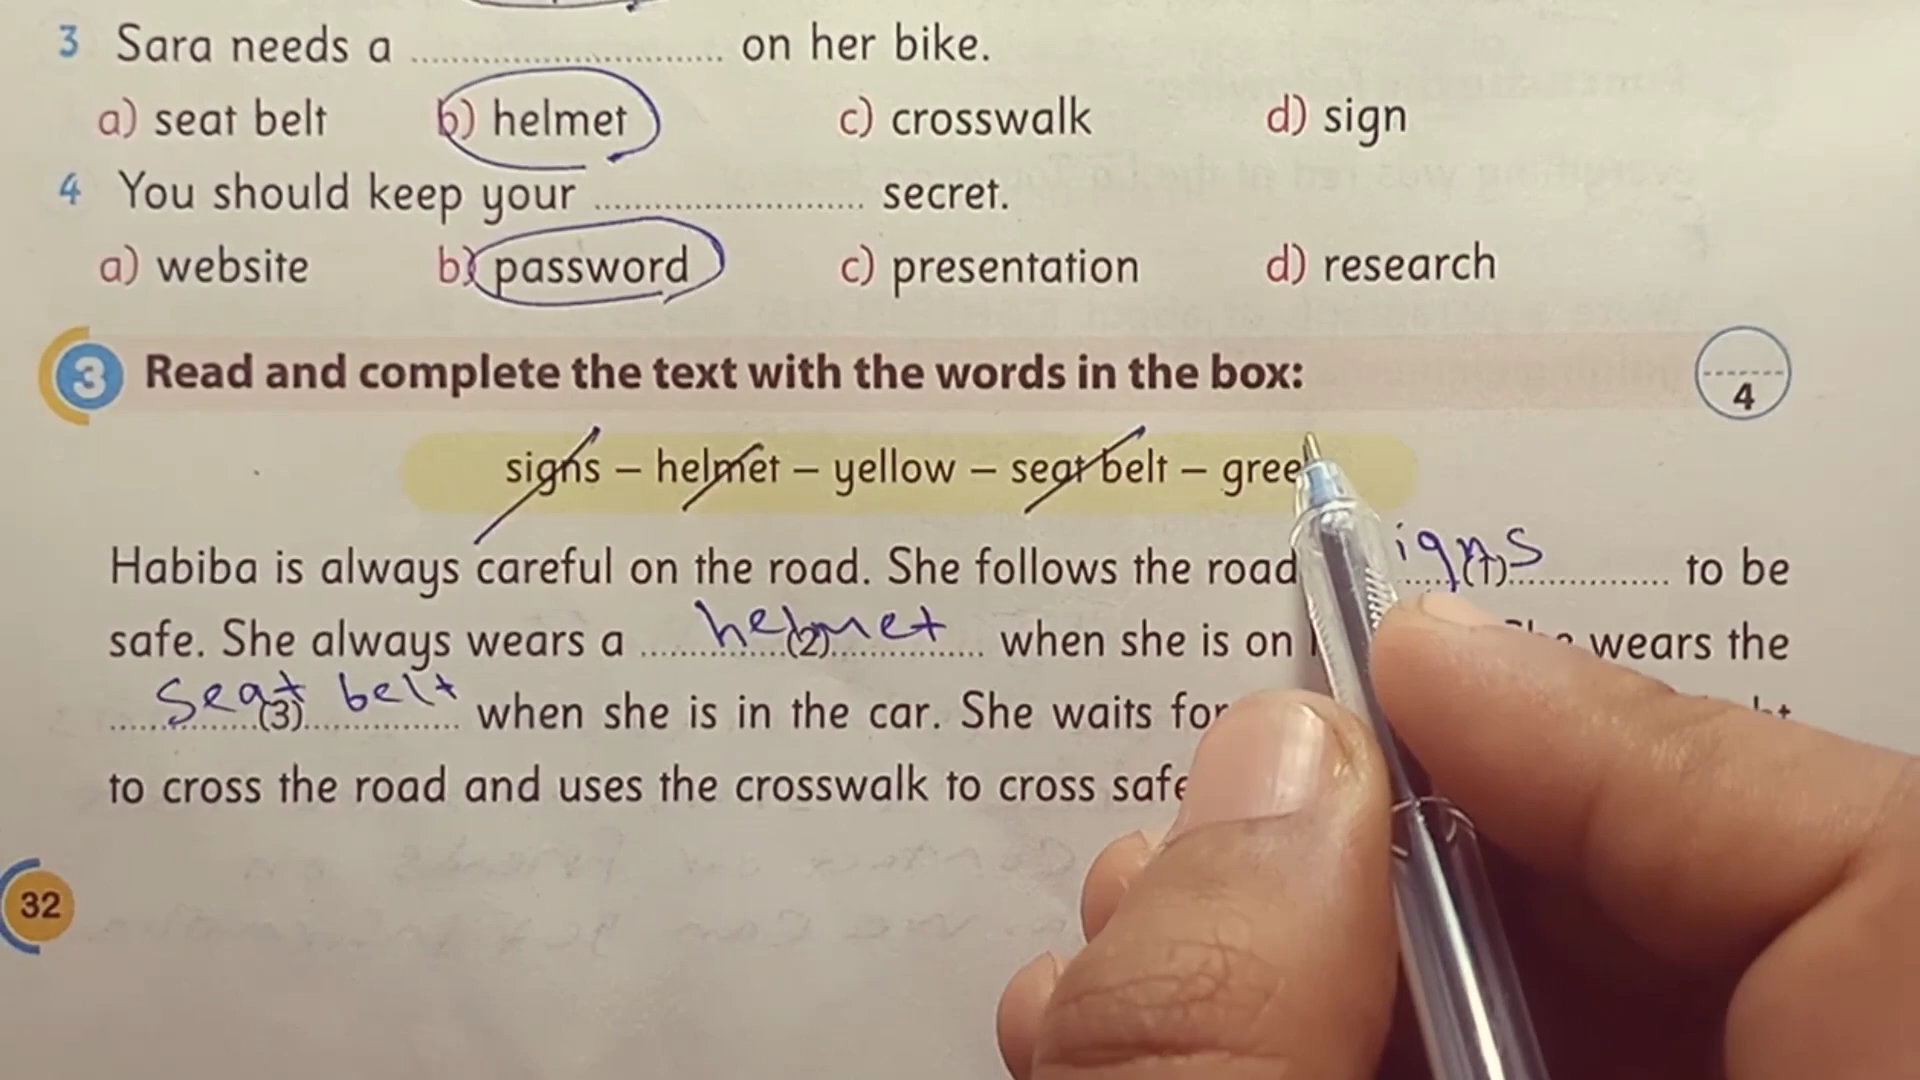 3 Sara needs a ........................ on her bike.
a) seat belt b) helmet c) crosswalk d) sign
4 You should keep your ........................ secret.
a) website b) password c) presentation d) research
3 Read and complete the text with the words in the box:
4
signs – helmet – yellow – seat belt – gree
Habiba is always careful on the road. She follows the road igns (1) to be
safe. She always wears a helmet (2) when she is on wears the
seat belt (3) when she is in the car. She waits for
to cross the road and uses the crosswalk to cross safe
32